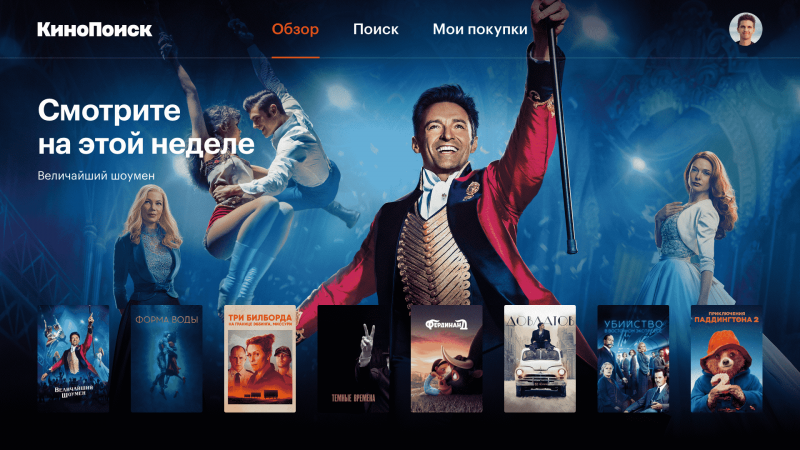 КиноПоиск
Обзор
Поиск
Мои покупки
Смотрите
на этой неделе
Величайший шоумен
Величайший
Шоумен
ФОРМА ВОДЫ
ТРИ БИЛБОРДА
НА ГРАНИЦЕ ЭББИНГА, МИССУРИ
ТЕМНЫЕ ВРЕМЕНА
ФЕРДИНАНД
ДОВЛАТОВ
УБИЙСТВО
В ВОСТОЧНОМ ЭКСПРЕССЕ
ПРИКЛЮЧЕНИЯ
ПАДДИНГТОНА 2
2